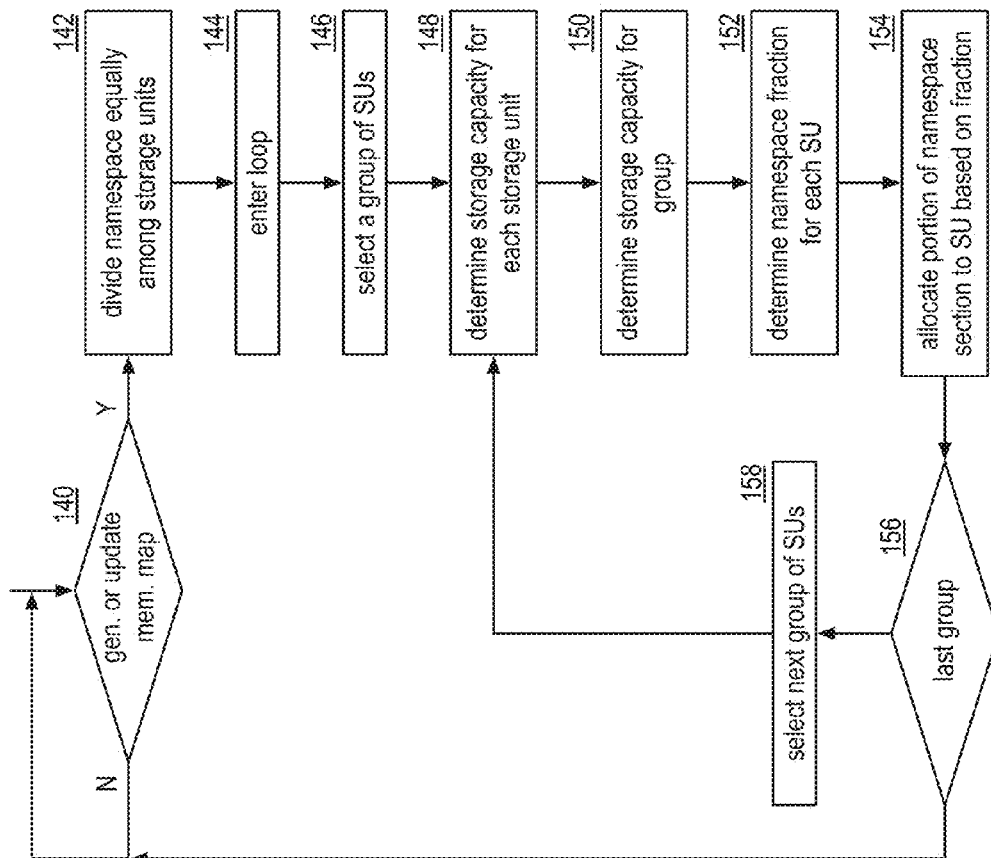 140
gen. or update
mem. map
N
Y
142
divide namespace equally
among storage units
144
enter loop
146
select a group of SUs
148
determine storage capacity for
each storage unit
150
determine storage capacity for
group
152
determine namespace fraction
for each SU
154
allocate portion of namespace
section to SU based on fraction
156
last group
158
select next group of SUs